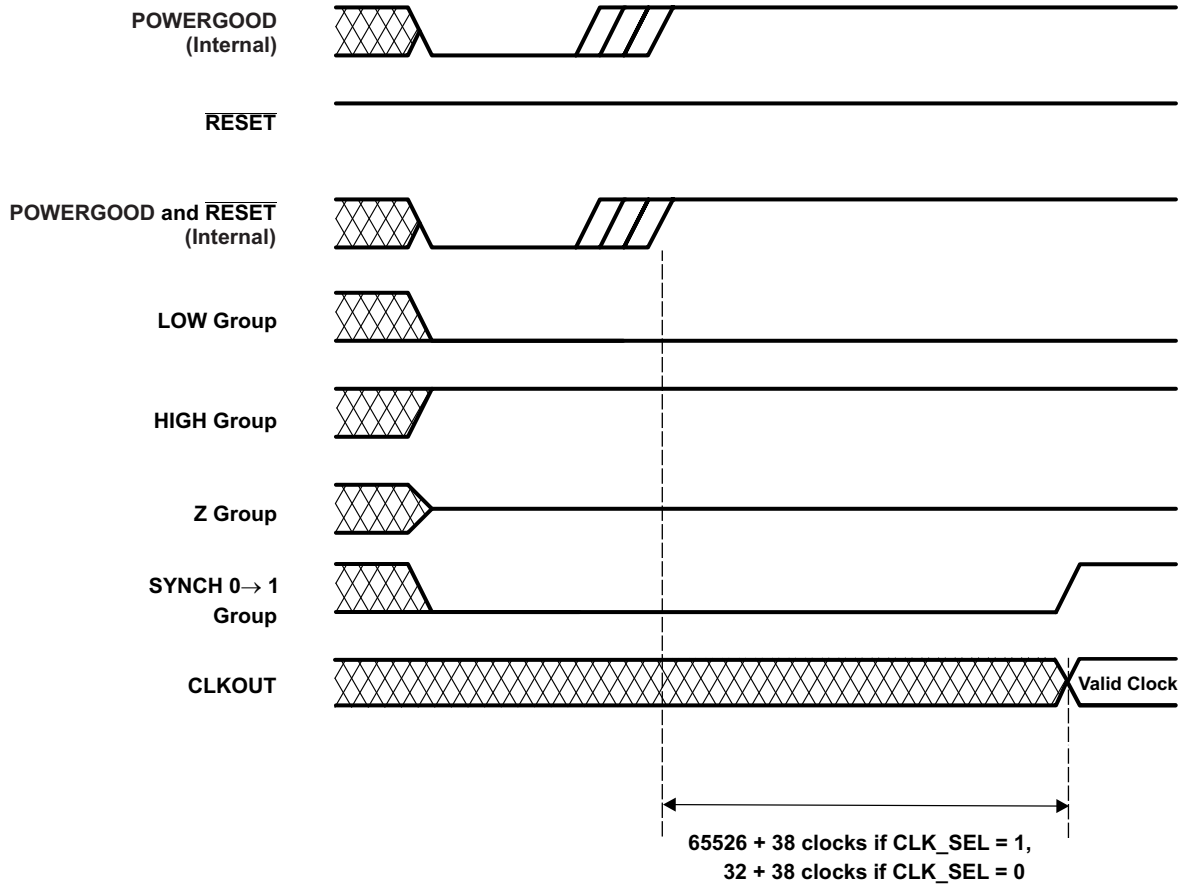 POWERGOOD
(Internal)
RESET
POWERGOOD and RESET
(Internal)
LOW Group
HIGH Group
Z Group
SYNCH 0→ 1
Group
CLKOUT
Valid Clock
65526 + 38 clocks if CLK_SEL = 1,
32 + 38 clocks if CLK_SEL = 0